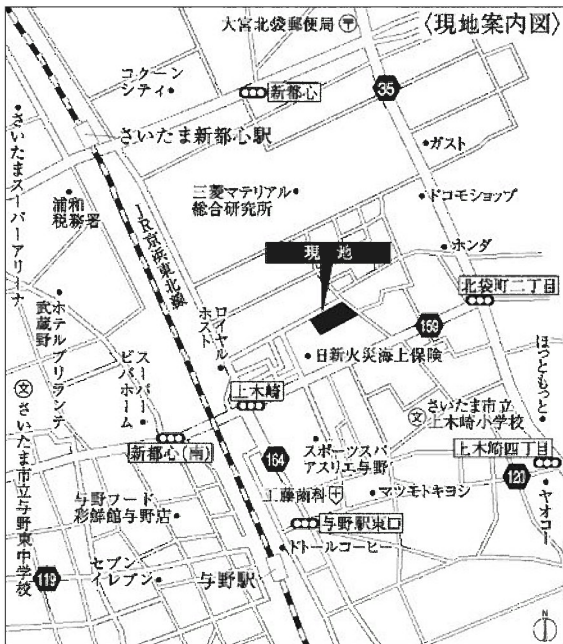 〈現地案内図〉
大宮北袋郵便局
コクーン
シティ
新都心
35
さいたまスーパーアリーナ
さいたま新都心駅
ガスト
三菱マテリアル
総合研究所
ドコモショップ
浦和
税務署
JR京浜東北線
現地
ホンダ
北袋町二丁目
ホテルブリランテ
武蔵野
ロイヤル
ホスト
159
日新火災海上保険
ほっともっと
スーパー
ビバホーム
上木崎
文
さいたま市立
上木崎小学校
文
さいたま市立与野東中学校
新都心(南)
164
スポーツスパ
アスリエ与野
上木崎四丁目
120
工藤歯科
マツモトキヨシ
ヤオコー
与野フード
彩鮮館与野店
与野駅東口
ドトールコーヒー
セブン
イレブン
119
与野駅
N